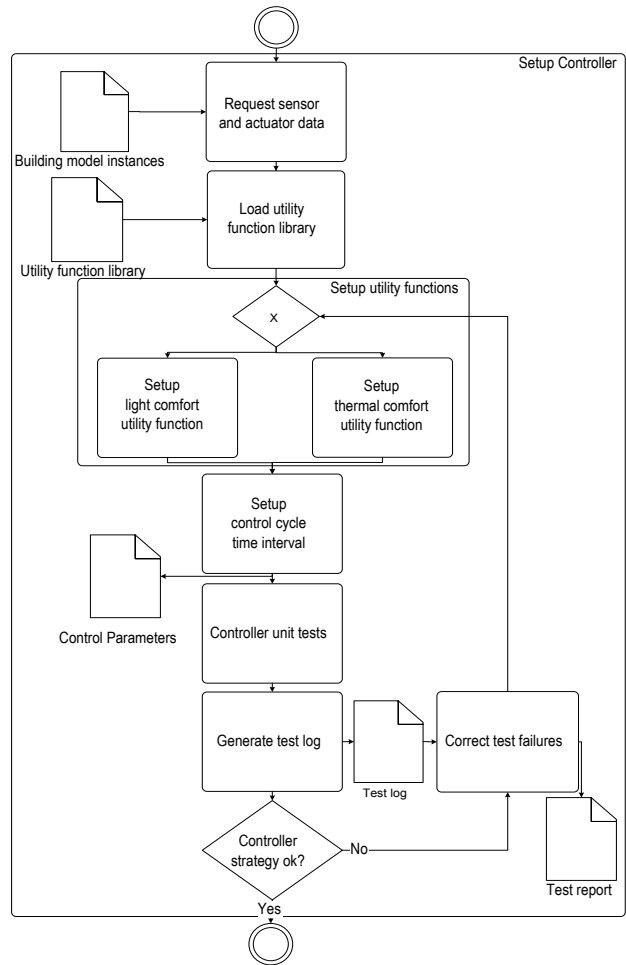 Setup Controller
Request sensor
and actuator data
Building model instances
Load utility
function library
Utility function library
Setup utility functions
X
Setup
light comfort
utility function
Setup
thermal comfort
utility function
Setup
control cycle
time interval
Control Parameters
Controller unit tests
Generate test log
Test log
Correct test failures
Controller
strategy ok?
No
Test report
Yes